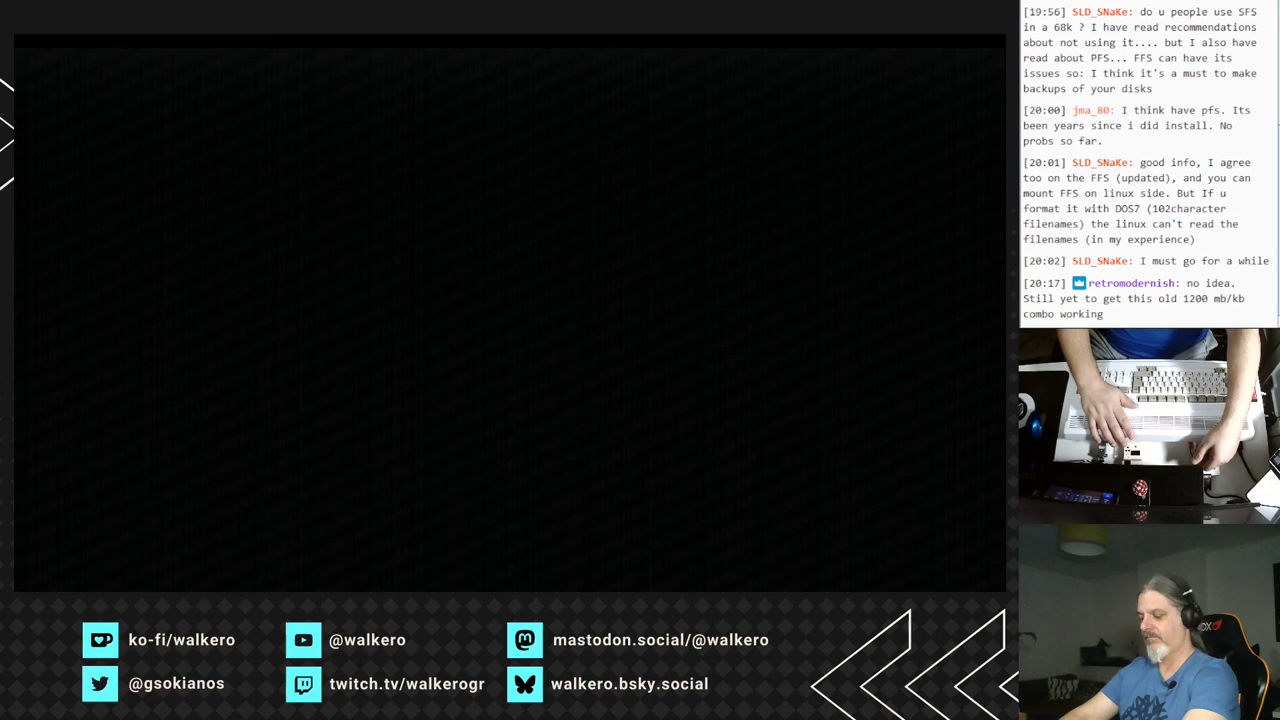 [19:56] SLD_SNaKe: do u people use SFS
in a 68k ? I have read recommendations
about not using it.... but I also have
read about PFS... FFS can have its
issues so: I think it's a must to make
backups of your disks
[20:00] jma_80: I think have pfs. Its
been years since i did install. No
probs so far.
[20:01] SLD_SNaKe: good info, I agree
too on the FFS (updated), and you can
mount FFS on linux side. But If u
format it with DOS7 (102character
filenames) the linux can't read the
filenames (in my experience)
[20:02] SLD_SNaKe: I must go for a while
[20:17] retromodernish: no idea.
Still yet to get this old 1200 mb/kb
combo working
ko-fi/walkero
@walkero
mastodon.social/@walkero
@gsokianos
twitch.tv/walkerogr
walkero.bsky.social